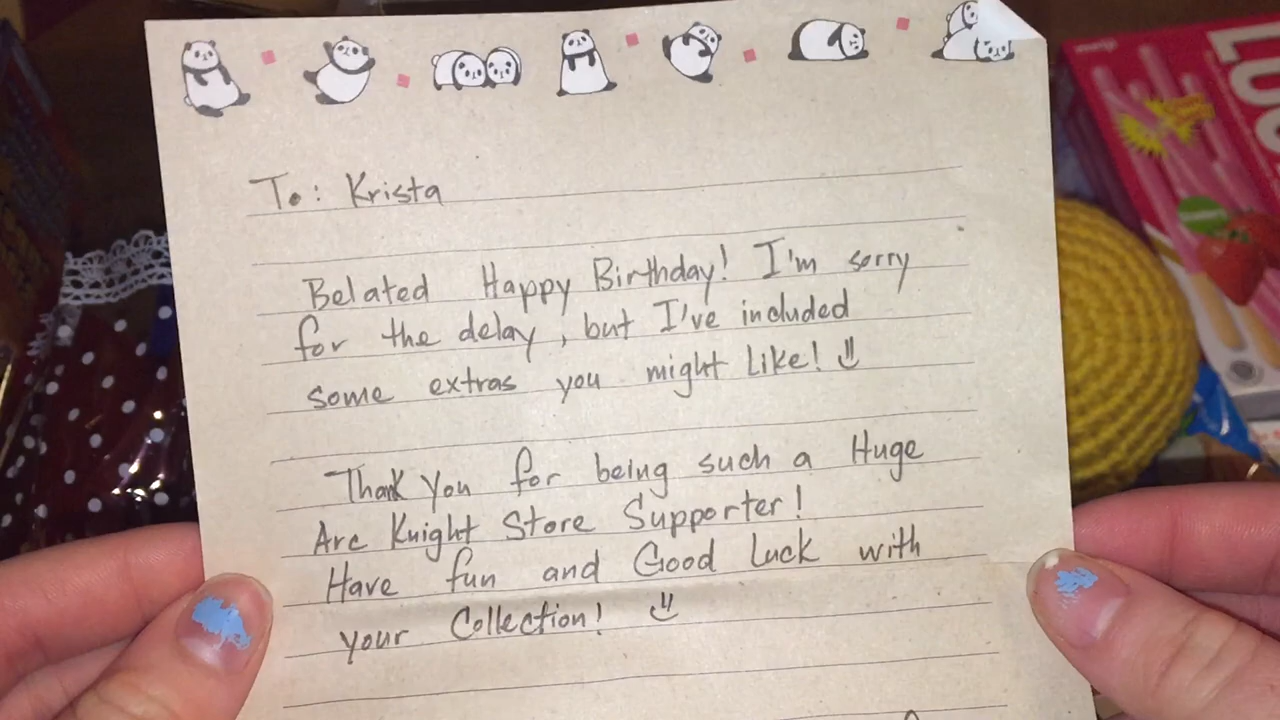 To: Krista
Belated Happy Birthday! I'm sorry
for the delay, but I've included
some extras you might like!
Thank You for being such a Huge
Arc Knight Store Supporter!
Have fun and Good Luck with
your Collection!